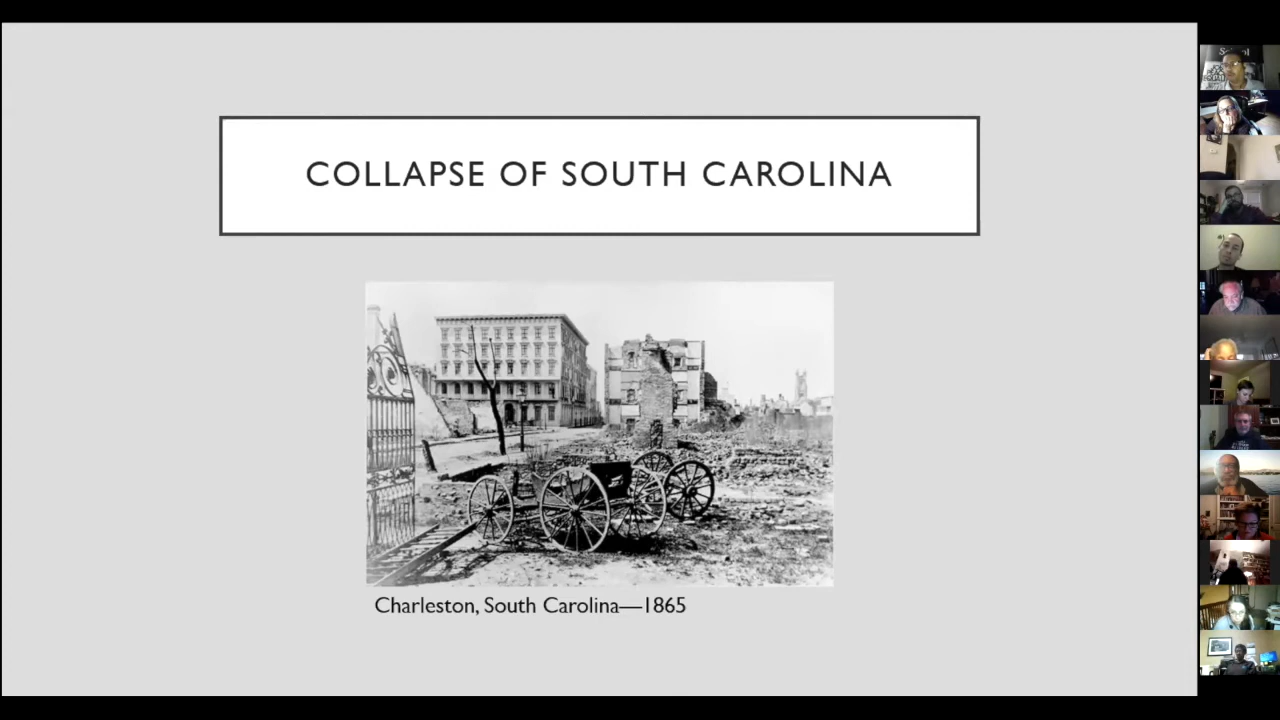 COLLAPSE OF SOUTH CAROLINA
Charleston, South Carolina—1865